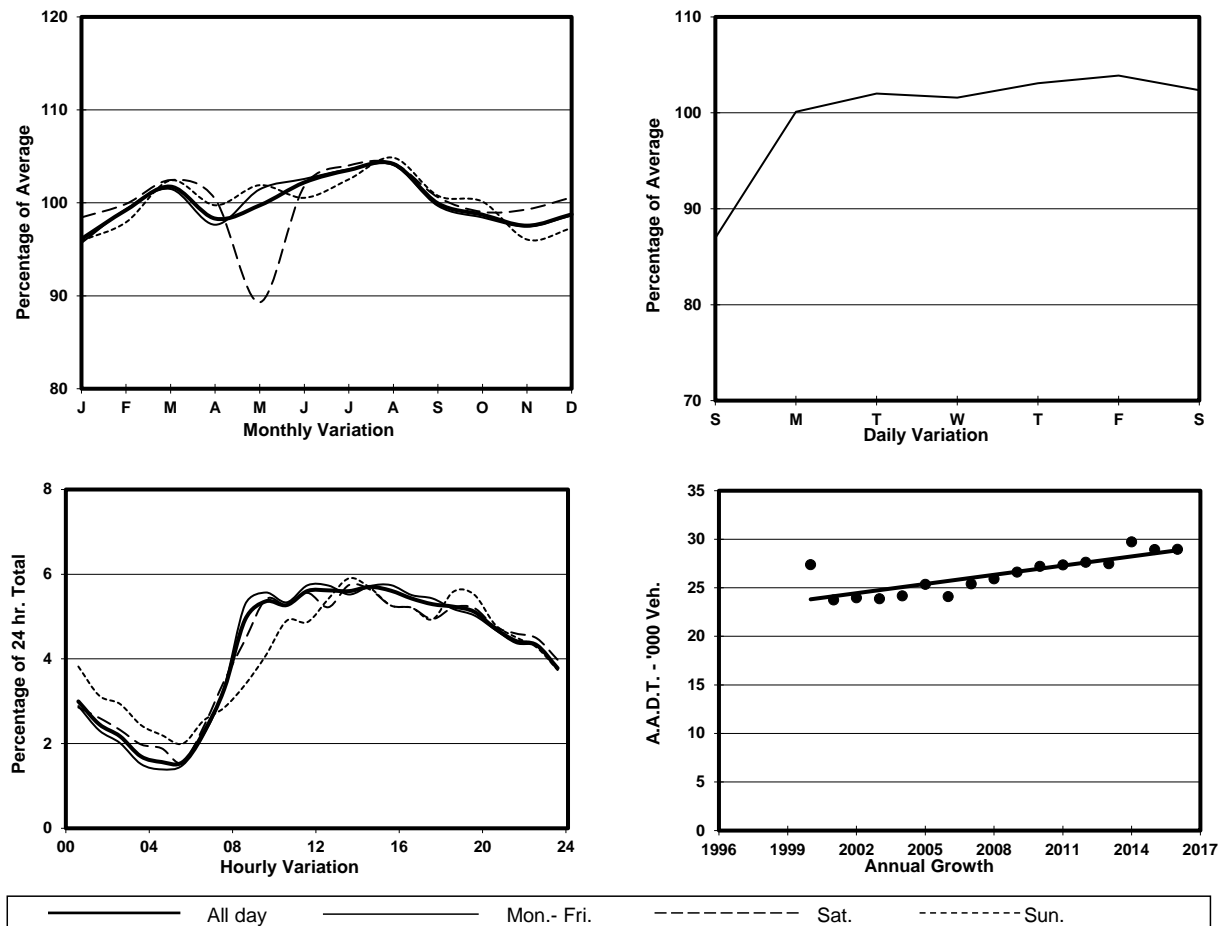 Percentage of Average
120
110
100
90
80
J F M A M J J A S O N D
Monthly Variation
Percentage of Average
110
100
90
80
70
S M T W T F S
Daily Variation
Percentage of 24 hr. Total
8
6
4
2
0
00 04 08 12 16 20 24
Hourly Variation
A.A.D.T. - '000 Veh.
35
30
25
20
15
10
5
0
1996 1999 2002 2005 2008 2011 2014 2017
Annual Growth
All day Mon.- Fri. Sat. Sun.